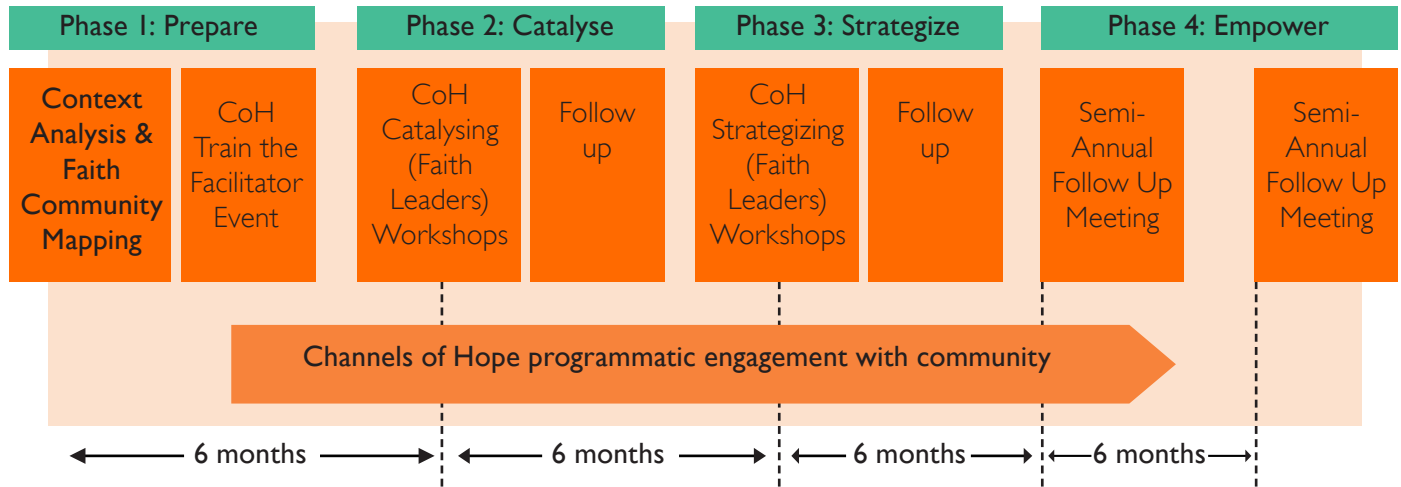 Phase 1: Prepare
Phase 2: Catalyse
Phase 3: Strategize
Phase 4: Empower
Context
Analysis &
Faith
Community
Mapping
CoH
Train the
Facilitator
Event
CoH
Catalysing
(Faith
Leaders)
Workshops
Follow
up
CoH
Strategizing
(Faith
Leaders)
Workshops
Follow
up
Semi-
Annual
Follow Up
Meeting
Semi-
Annual
Follow Up
Meeting
Channels of Hope programmatic engagement with community
6 months
6 months
6 months
6 months